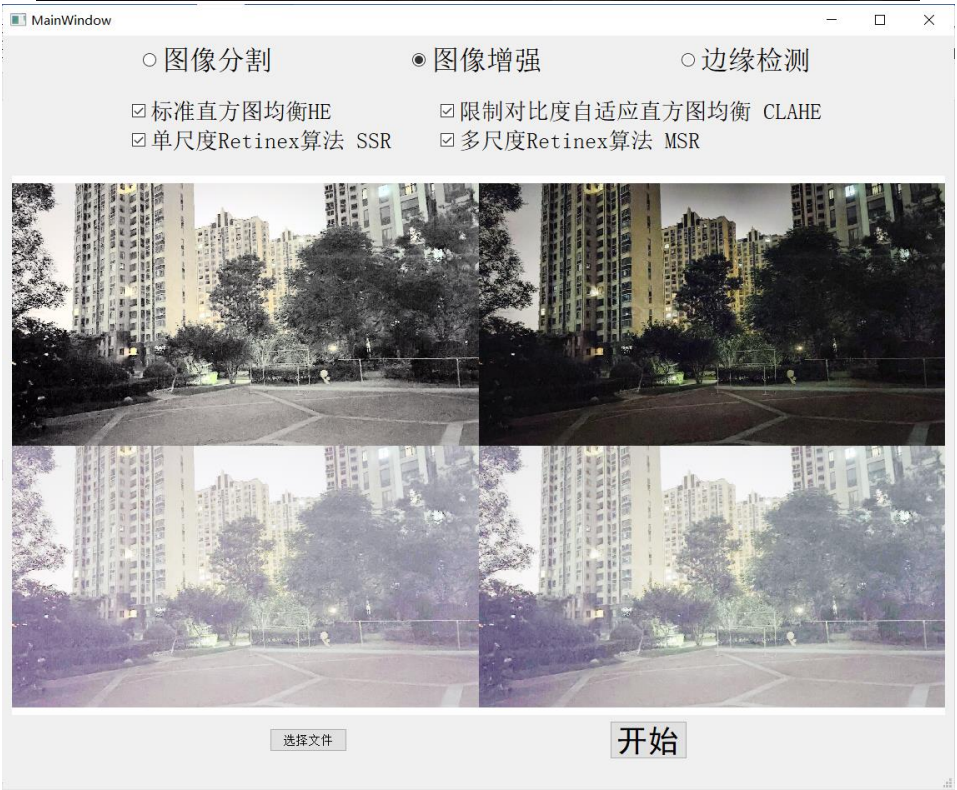 MainWindow
图像分割 图像增强 边缘检测
标准直方图均衡HE 限制对比度自适应直方图均衡 CLAHE
单尺度Retinex算法 SSR 多尺度Retinex算法 MSR
选择文件 开始